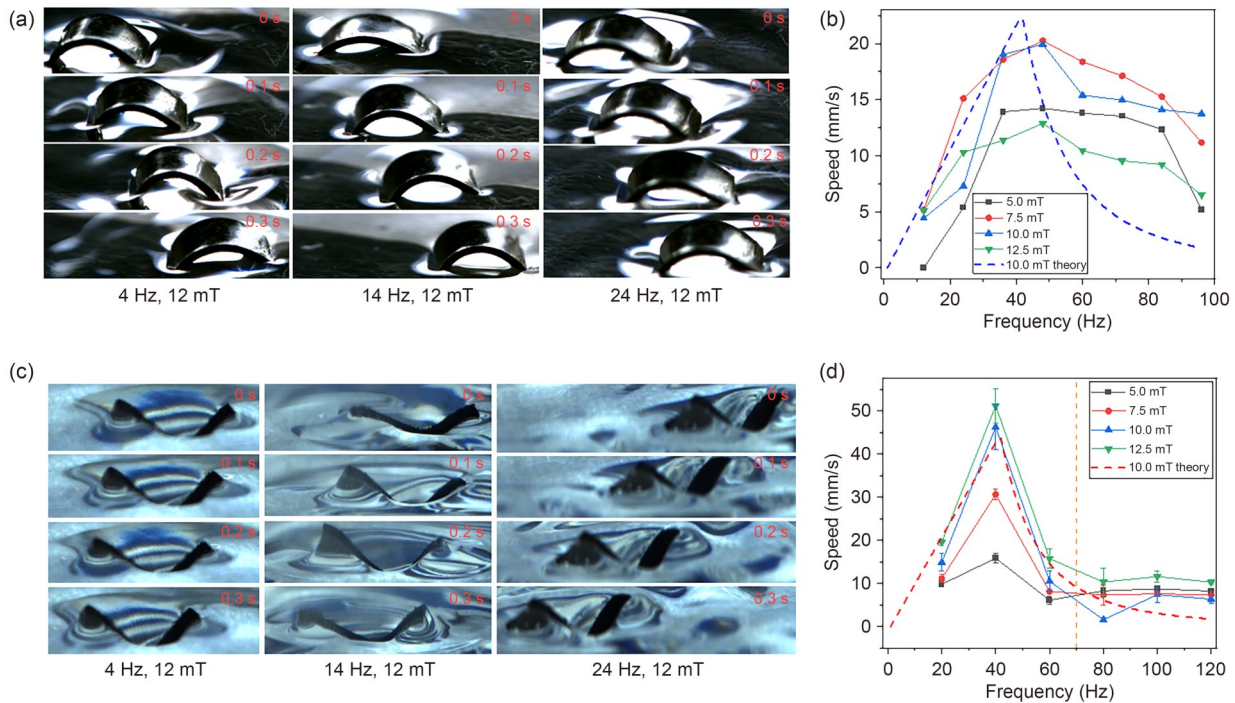 (a)
0 s
0 s
0 s
0.1 s
0.1 s
0.1 s
0.2 s
0.2 s
0.2 s
0.3 s
0.3 s
0.3 s
4 Hz, 12 mT
14 Hz, 12 mT
24 Hz, 12 mT
(b)
Speed (mm/s)
20
15
10
5
0
5.0 mT
7.5 mT
10.0 mT
12.5 mT
10.0 mT theory
0
20
40
60
80
100
Frequency (Hz)
(c)
0 s
0 s
0 s
0.1 s
0.1 s
0.1 s
0.2 s
0.2 s
0.2 s
0.3 s
0.3 s
0.3 s
4 Hz, 12 mT
14 Hz, 12 mT
24 Hz, 12 mT
(d)
Speed (mm/s)
50
40
30
20
10
0
5.0 mT
7.5 mT
10.0 mT
12.5 mT
10.0 mT theory
0
20
40
60
80
100
120
Frequency (Hz)